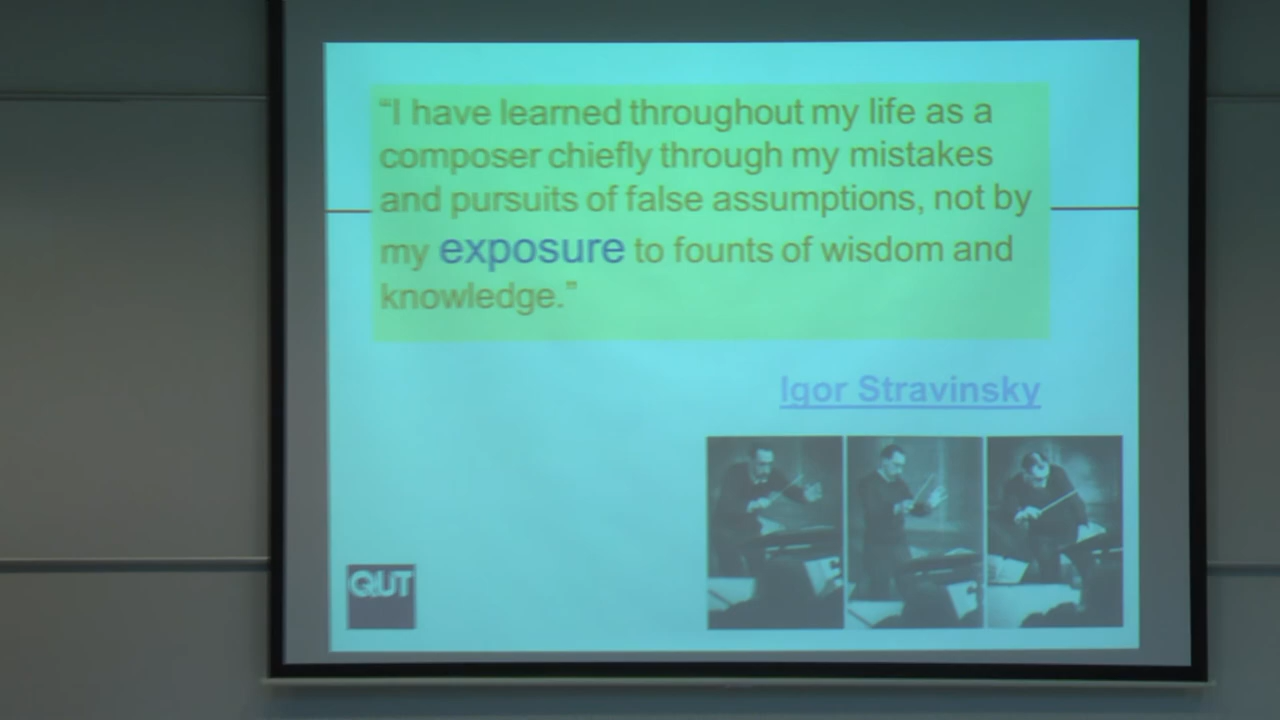 “I have learned throughout my life as a
composer chiefly through my mistakes
and pursuits of false assumptions, not by
my exposure to founts of wisdom and
knowledge.”
Igor Stravinsky
QUT